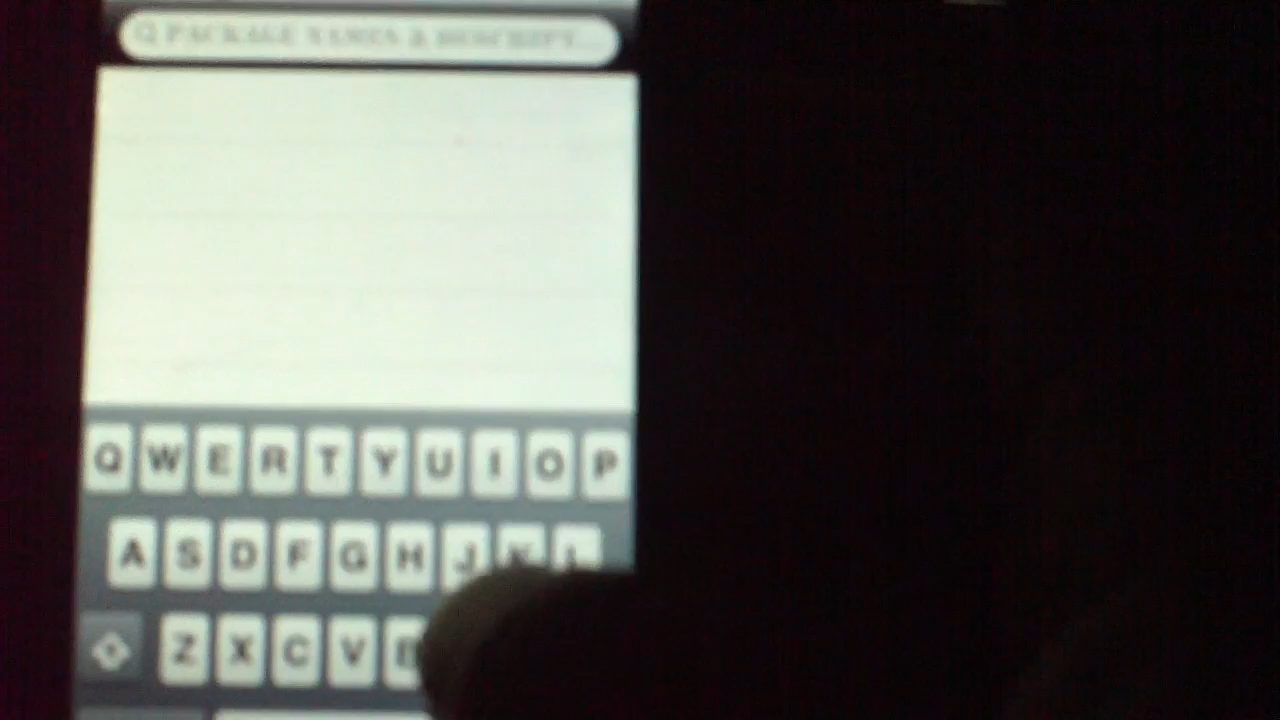 PACKAGE NAMES & DESCRIPT...
Q W E R T Y U I O P
A S D F G H J K L
Z X C V B